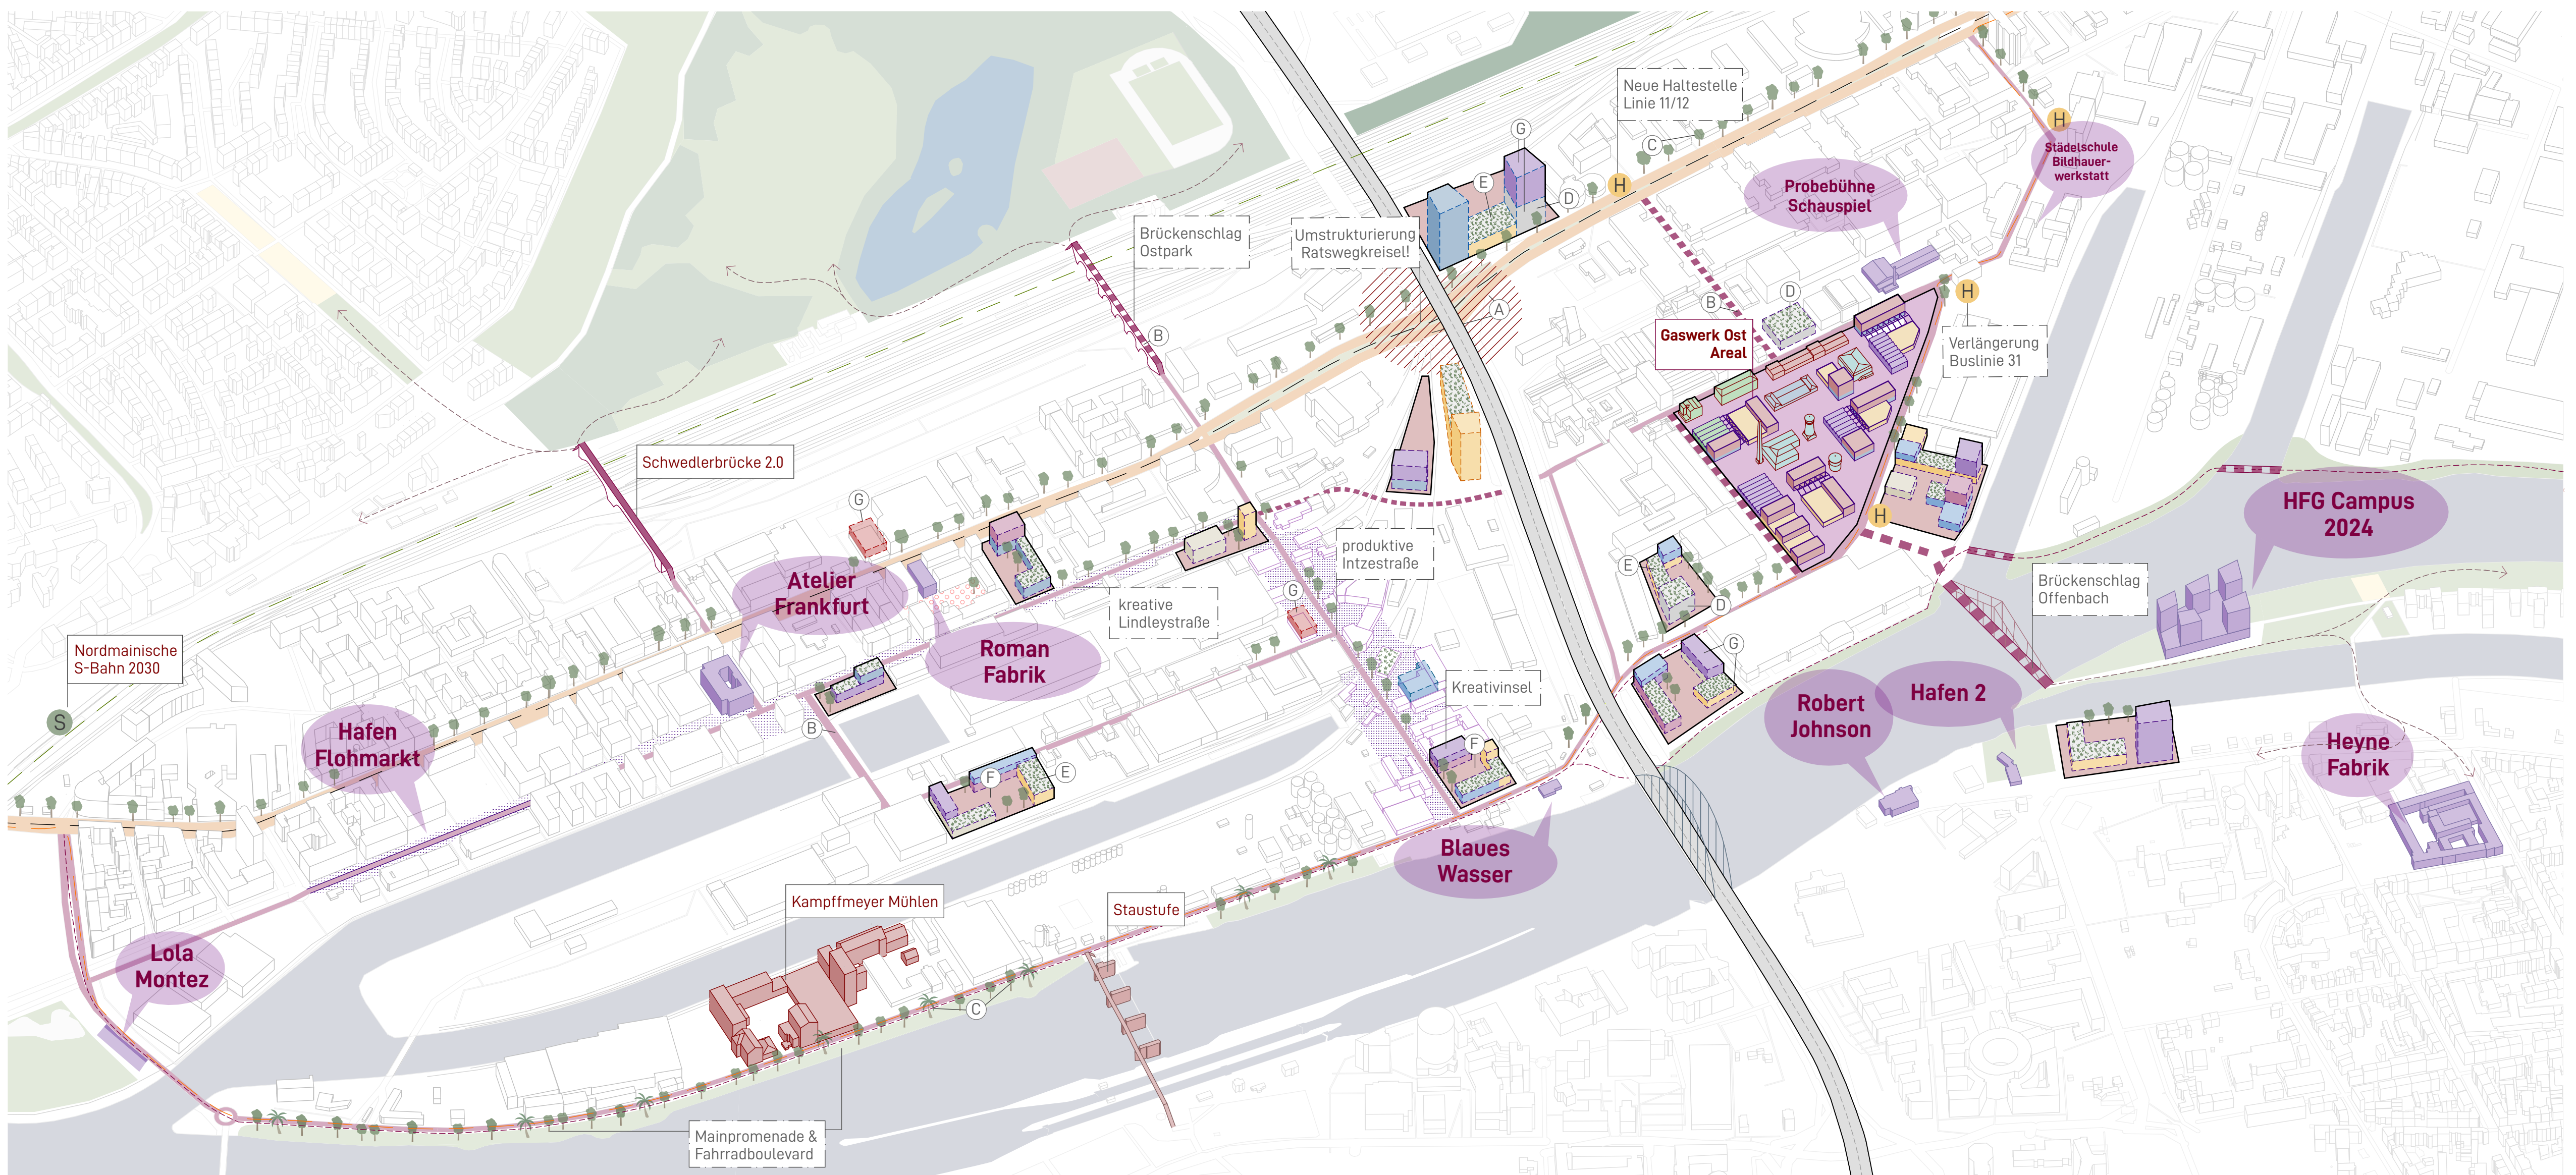 Neue Haltestelle
Linie 11/12
H
G
C
E
D
H
Städelschule
Bildhauer-
werkstatt
Probebühne
Schauspiel
Brückenschlag
Ostpark
Umstrukturierung
Ratswegkreisel!
A
B
B
D
H
Gaswerk Ost
Areal
Verlängerung
Buslinie 31
Schwedlerbrücke 2.0
G
HFG Campus
2024
H
produktive
Intzestraße
Atelier
Frankfurt
kreative
Lindleystraße
G
E
D
Brückenschlag
Offenbach
Nordmainische
S-Bahn 2030
S
Roman
Fabrik
G
Kreativinsel
Robert
Johnson
Hafen 2
Hafen
Flohmarkt
B
F
Heyne
Fabrik
F
E
Blaues
Wasser
Kampffmeyer Mühlen
Staustufe
Lola
Montez
C
Mainpromenade &
Fahrradboulevard